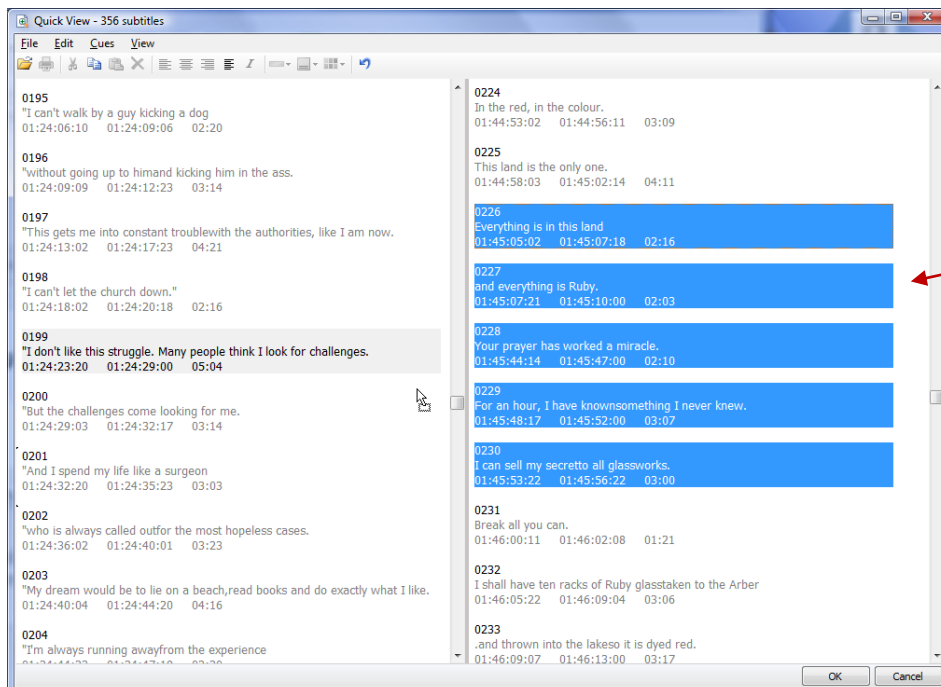 Quick View - 356 subtitles
File Edit Cues View
0195
"I can't walk by a guy kicking a dog
01:24:06:10 01:24:09:06 02:20
0196
"without going up to himand kicking him in the ass.
01:24:09:09 01:24:12:23 03:14
0197
"This gets me into constant troublewith the authorities, like I am now.
01:24:13:02 01:24:17:23 04:21
0198
"I can't let the church down."
01:24:18:02 01:24:20:18 02:16
0199
"I don't like this struggle. Many people think I look for challenges.
01:24:23:20 01:24:29:00 05:04
0200
"But the challenges come looking for me.
01:24:29:03 01:24:32:17 03:14
0201
"And I spend my life like a surgeon
01:24:32:20 01:24:35:23 03:03
0202
"who is always called outfor the most hopeless cases.
01:24:36:02 01:24:40:01 03:23
0203
"My dream would be to lie on a beach,read books and do exactly what I like.
01:24:40:04 01:24:44:20 04:16
0204
"I'm always running awayfrom the experience
0224
In the red, in the colour.
01:44:53:02 01:44:56:11 03:09
0225
This land is the only one.
01:44:58:03 01:45:02:14 04:11
0226
Everything is in this land
01:45:05:02 01:45:07:18 02:16
0227
and everything is Ruby.
01:45:07:21 01:45:10:00 02:03
0228
Your prayer has worked a miracle.
01:45:44:14 01:45:47:00 02:10
0229
For an hour, I have knownsomething I never knew.
01:45:48:17 01:45:52:00 03:07
0230
I can sell my secretto all glassworks.
01:45:53:22 01:45:56:22 03:00
0231
Break all you can.
01:46:00:11 01:46:02:08 01:21
0232
I shall have ten racks of Ruby glasstaken to the Arber
01:46:05:22 01:46:09:04 03:06
0233
.and thrown into the lakeso it is dyed red.
01:46:09:07 01:46:13:00 03:17
OK Cancel